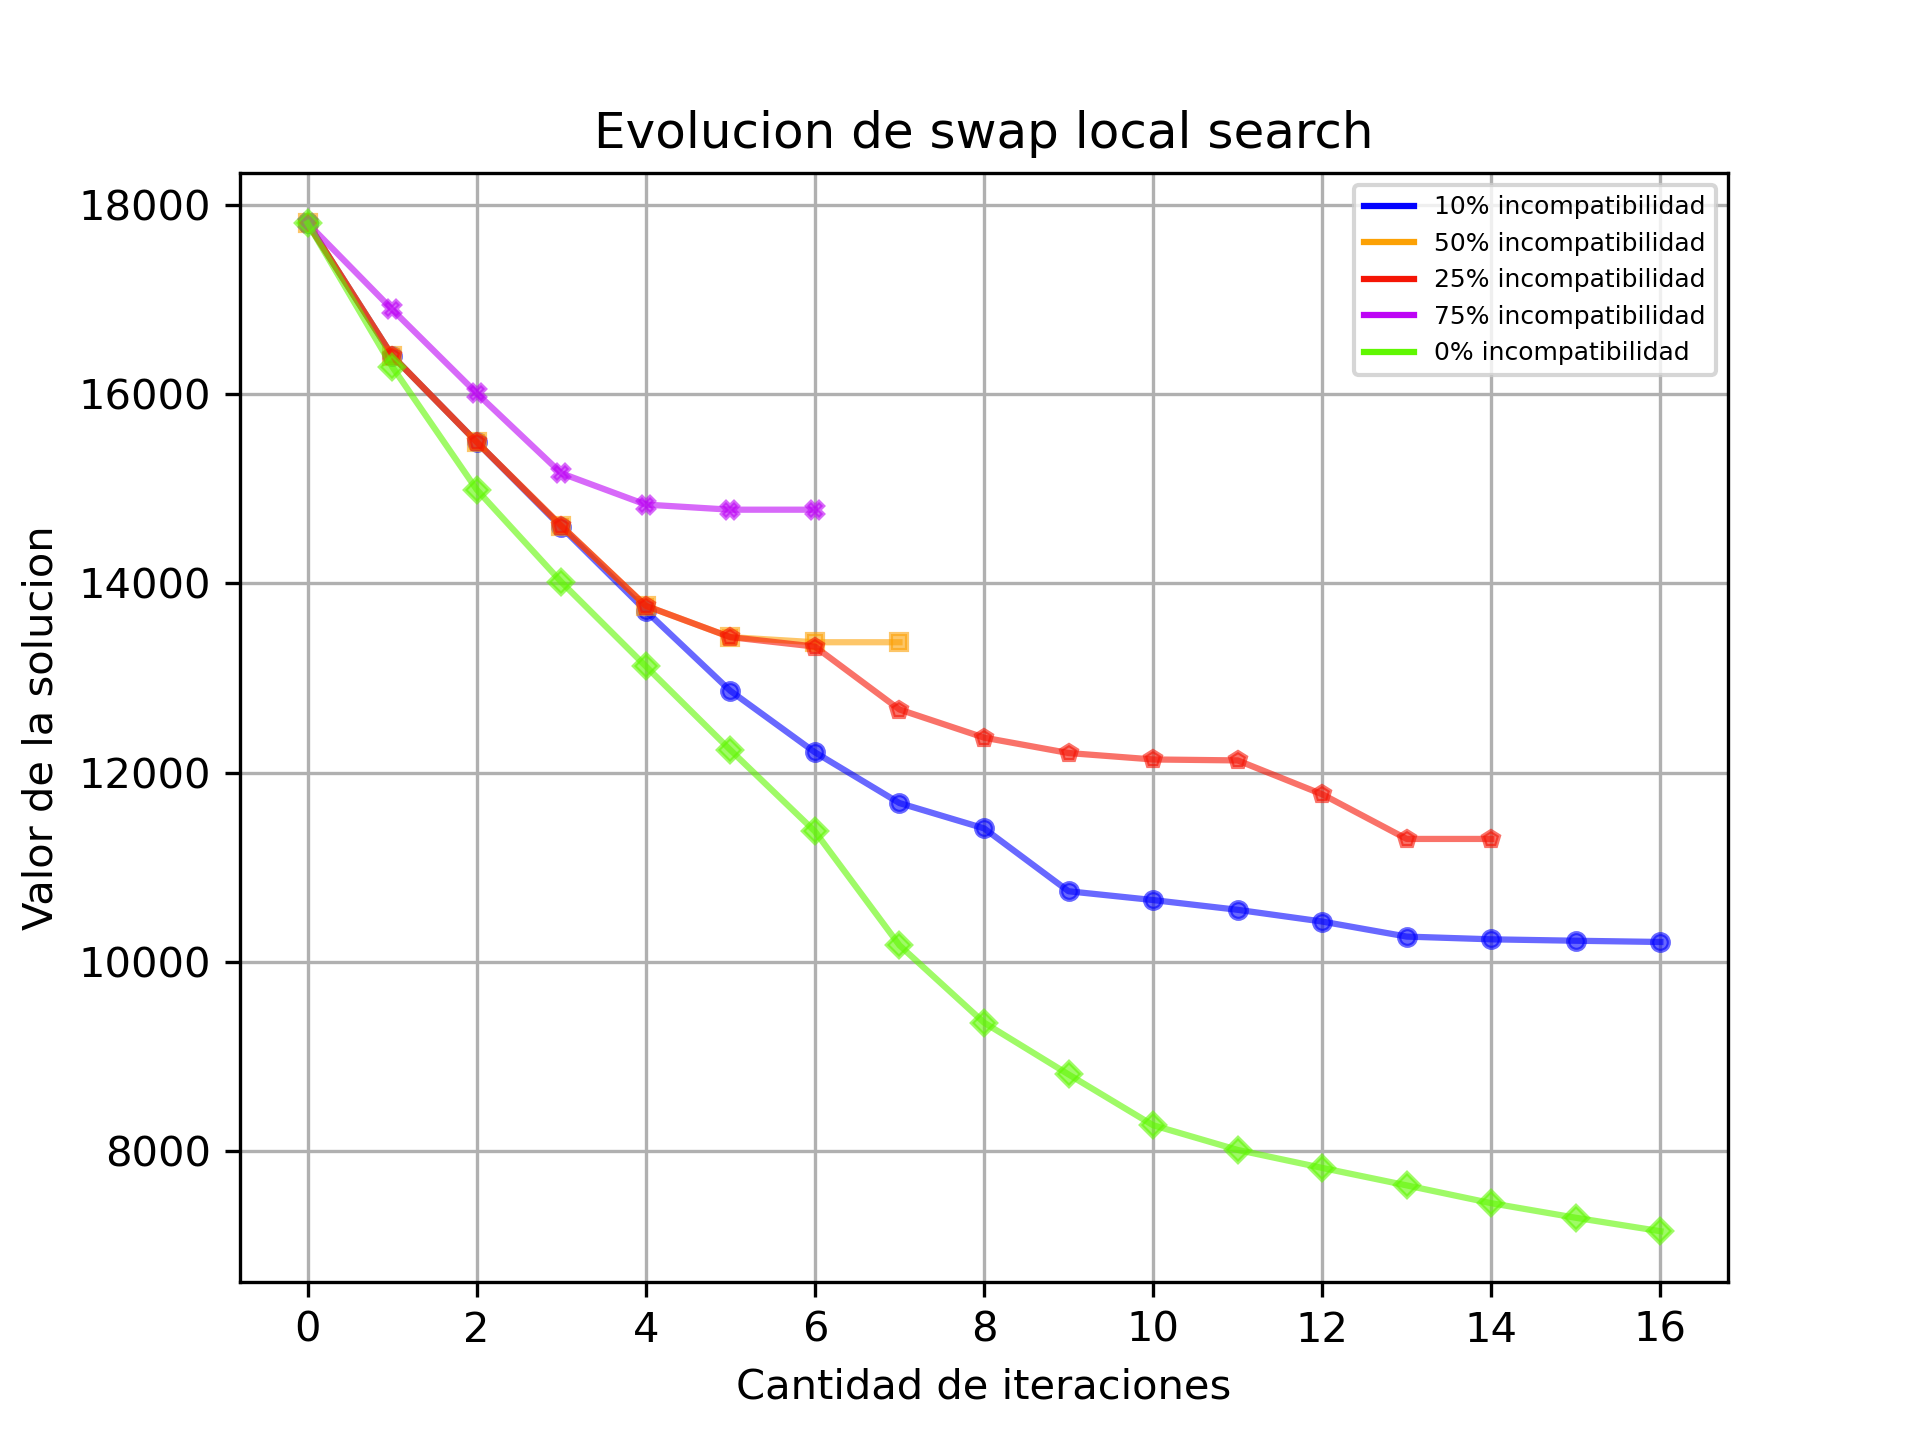 Evolucion de swap local search
18000
16000
14000
12000
10000
8000
Valor de la solucion
10% incompatibilidad
50% incompatibilidad
25% incompatibilidad
75% incompatibilidad
0% incompatibilidad
0 2 4 6 8 10 12 14 16
Cantidad de iteraciones